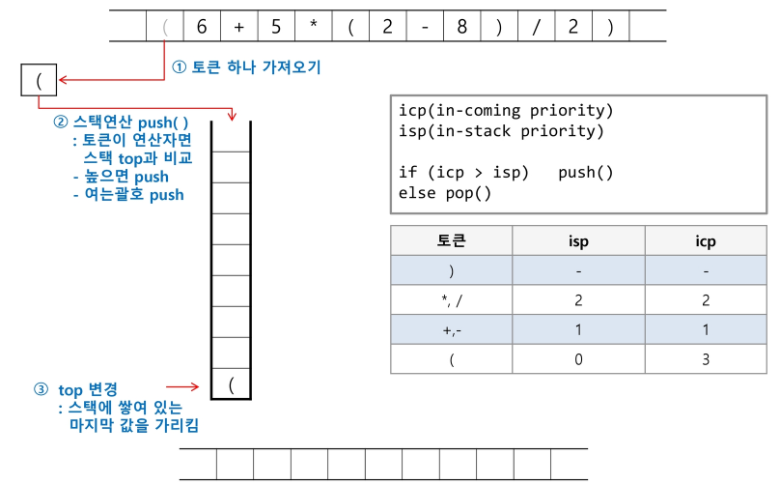 ( 6 + 5 * ( 2 - 8 ) / 2 )
① 토큰 하나 가져오기
(
② 스택연산 push( )
: 토큰이 연산자면
스택 top과 비교
- 높으면 push
- 여는괄호 push
icp(in-coming priority)
isp(in-stack priority)
if (icp > isp) push()
else pop()
토큰 isp icp
) - -
*, / 2 2
+,- 1 1
( 0 3
③ top 변경
: 스택에 쌓여 있는
마지막 값을 가리킴
(